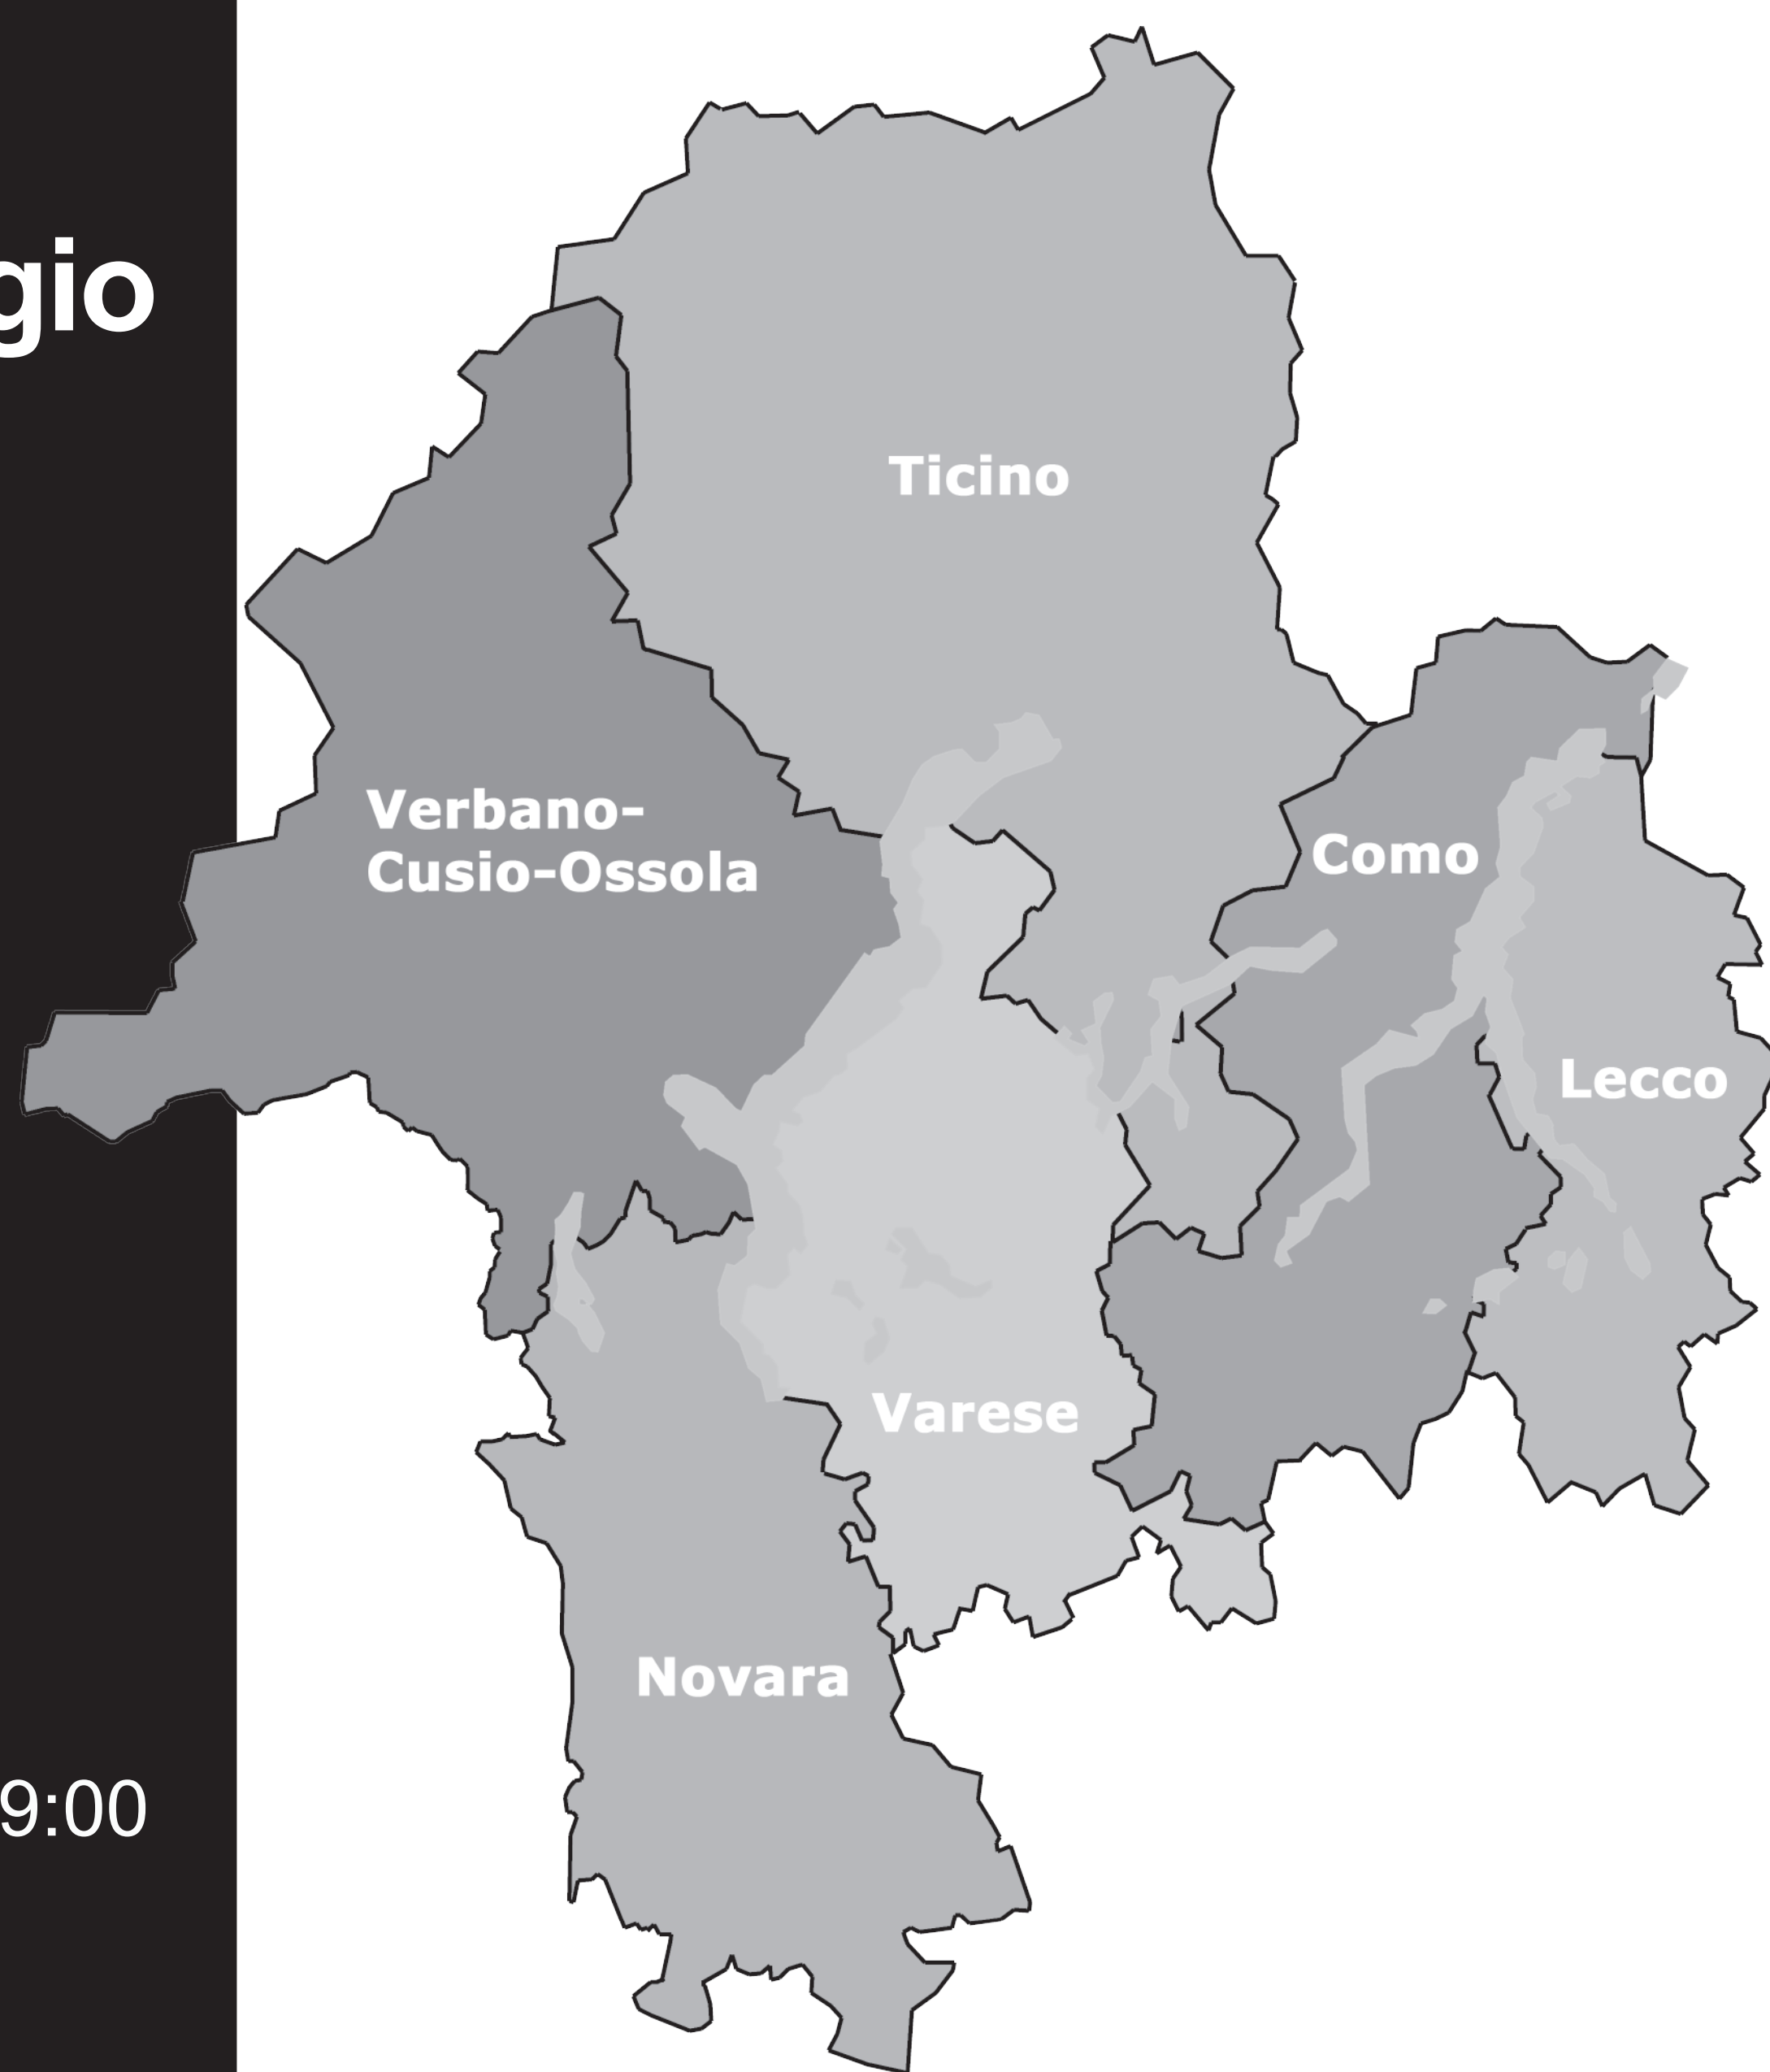 gio
Ticino
Verbano-
Cusio-Ossola
Como
Lecco
Varese
Novara
9:00